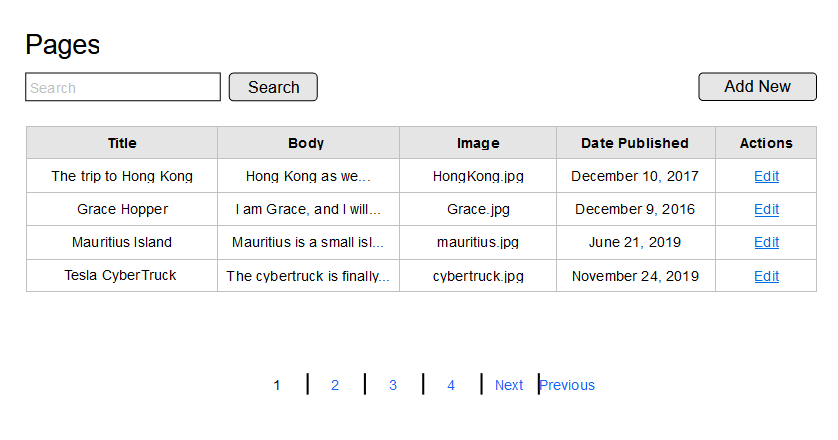 Pages
Search Search Add New
Title Body Image Date Published Actions
The trip to Hong Kong Hong Kong as we... HongKong.jpg December 10, 2017 Edit
Grace Hopper I am Grace, and I will... Grace.jpg December 9, 2016 Edit
Mauritius Island Mauritius is a small isl... mauritius.jpg June 21, 2019 Edit
Tesla CyberTruck The cybertruck is finally... cybertruck.jpg November 24, 2019 Edit
1 | 2 | 3 | 4 | Next | Previous